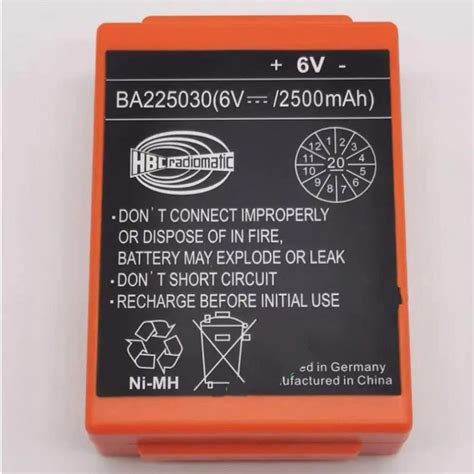 + 6V -
BA225030(6V⎓/2500mAh)
HBC radiomatic
12 1
11 2
10 20 3
9 4
8 5
7 6
· DON'T CONNECT IMPROPERLY
OR DISPOSE OF IN FIRE,
BATTERY MAY EXPLODE OR LEAK
· DON'T SHORT CIRCUIT
· RECHARGE BEFORE INITIAL USE
Ni-MH
ed in Germany
ufactured in China